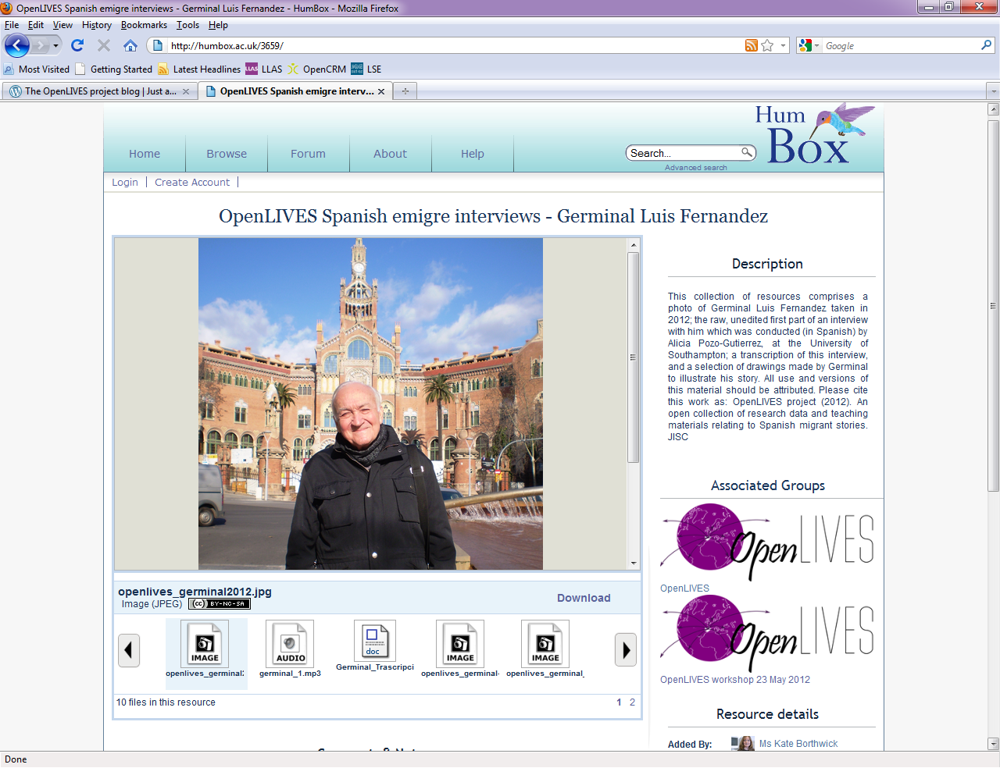 OpenLIVES Spanish emigre interviews - Germinal Luis Fernandez - HumBox - Mozilla Firefox
File Edit View History Bookmarks Tools Help
http://humbox.ac.uk/3659/
Google
Most Visited Getting Started Latest Headlines LLAS LLAS OpenCRM LSE
The OpenLIVES project blog | Just a...
OpenLIVES Spanish emigre interv...
Hum
Box
Home Browse Forum About Help
Search...
Advanced search
Login | Create Account |
OpenLIVES Spanish emigre interviews - Germinal Luis Fernandez
Description
This collection of resources comprises a
photo of Germinal Luis Fernandez taken in
2012; the raw, unedited first part of an interview
with him which was conducted (in Spanish) by
Alicia Pozo-Gutierrez, at the University of
Southampton; a transcription of this interview,
and a selection of drawings made by Germinal
to illustrate his story. All use and versions of
this material should be attributed. Please cite
this work as: OpenLIVES project (2012). An
open collection of research data and teaching
materials relating to Spanish migrant stories.
JISC
Associated Groups
OpenLIVES
OpenLIVES
OpenLIVES
OpenLIVES workshop 23 May 2012
Resource details
Added By: Ms Kate Borthwick
openlives_germinal2012.jpg
Image (JPEG) (cc) BY-NC-SA
Download
IMAGE AUDIO doc IMAGE IMAGE
openlives_germinal2 germinal_1.mp3 Germinal_Trascripci openlives_germinal- openlives_germinal_
10 files in this resource
1 2
Done